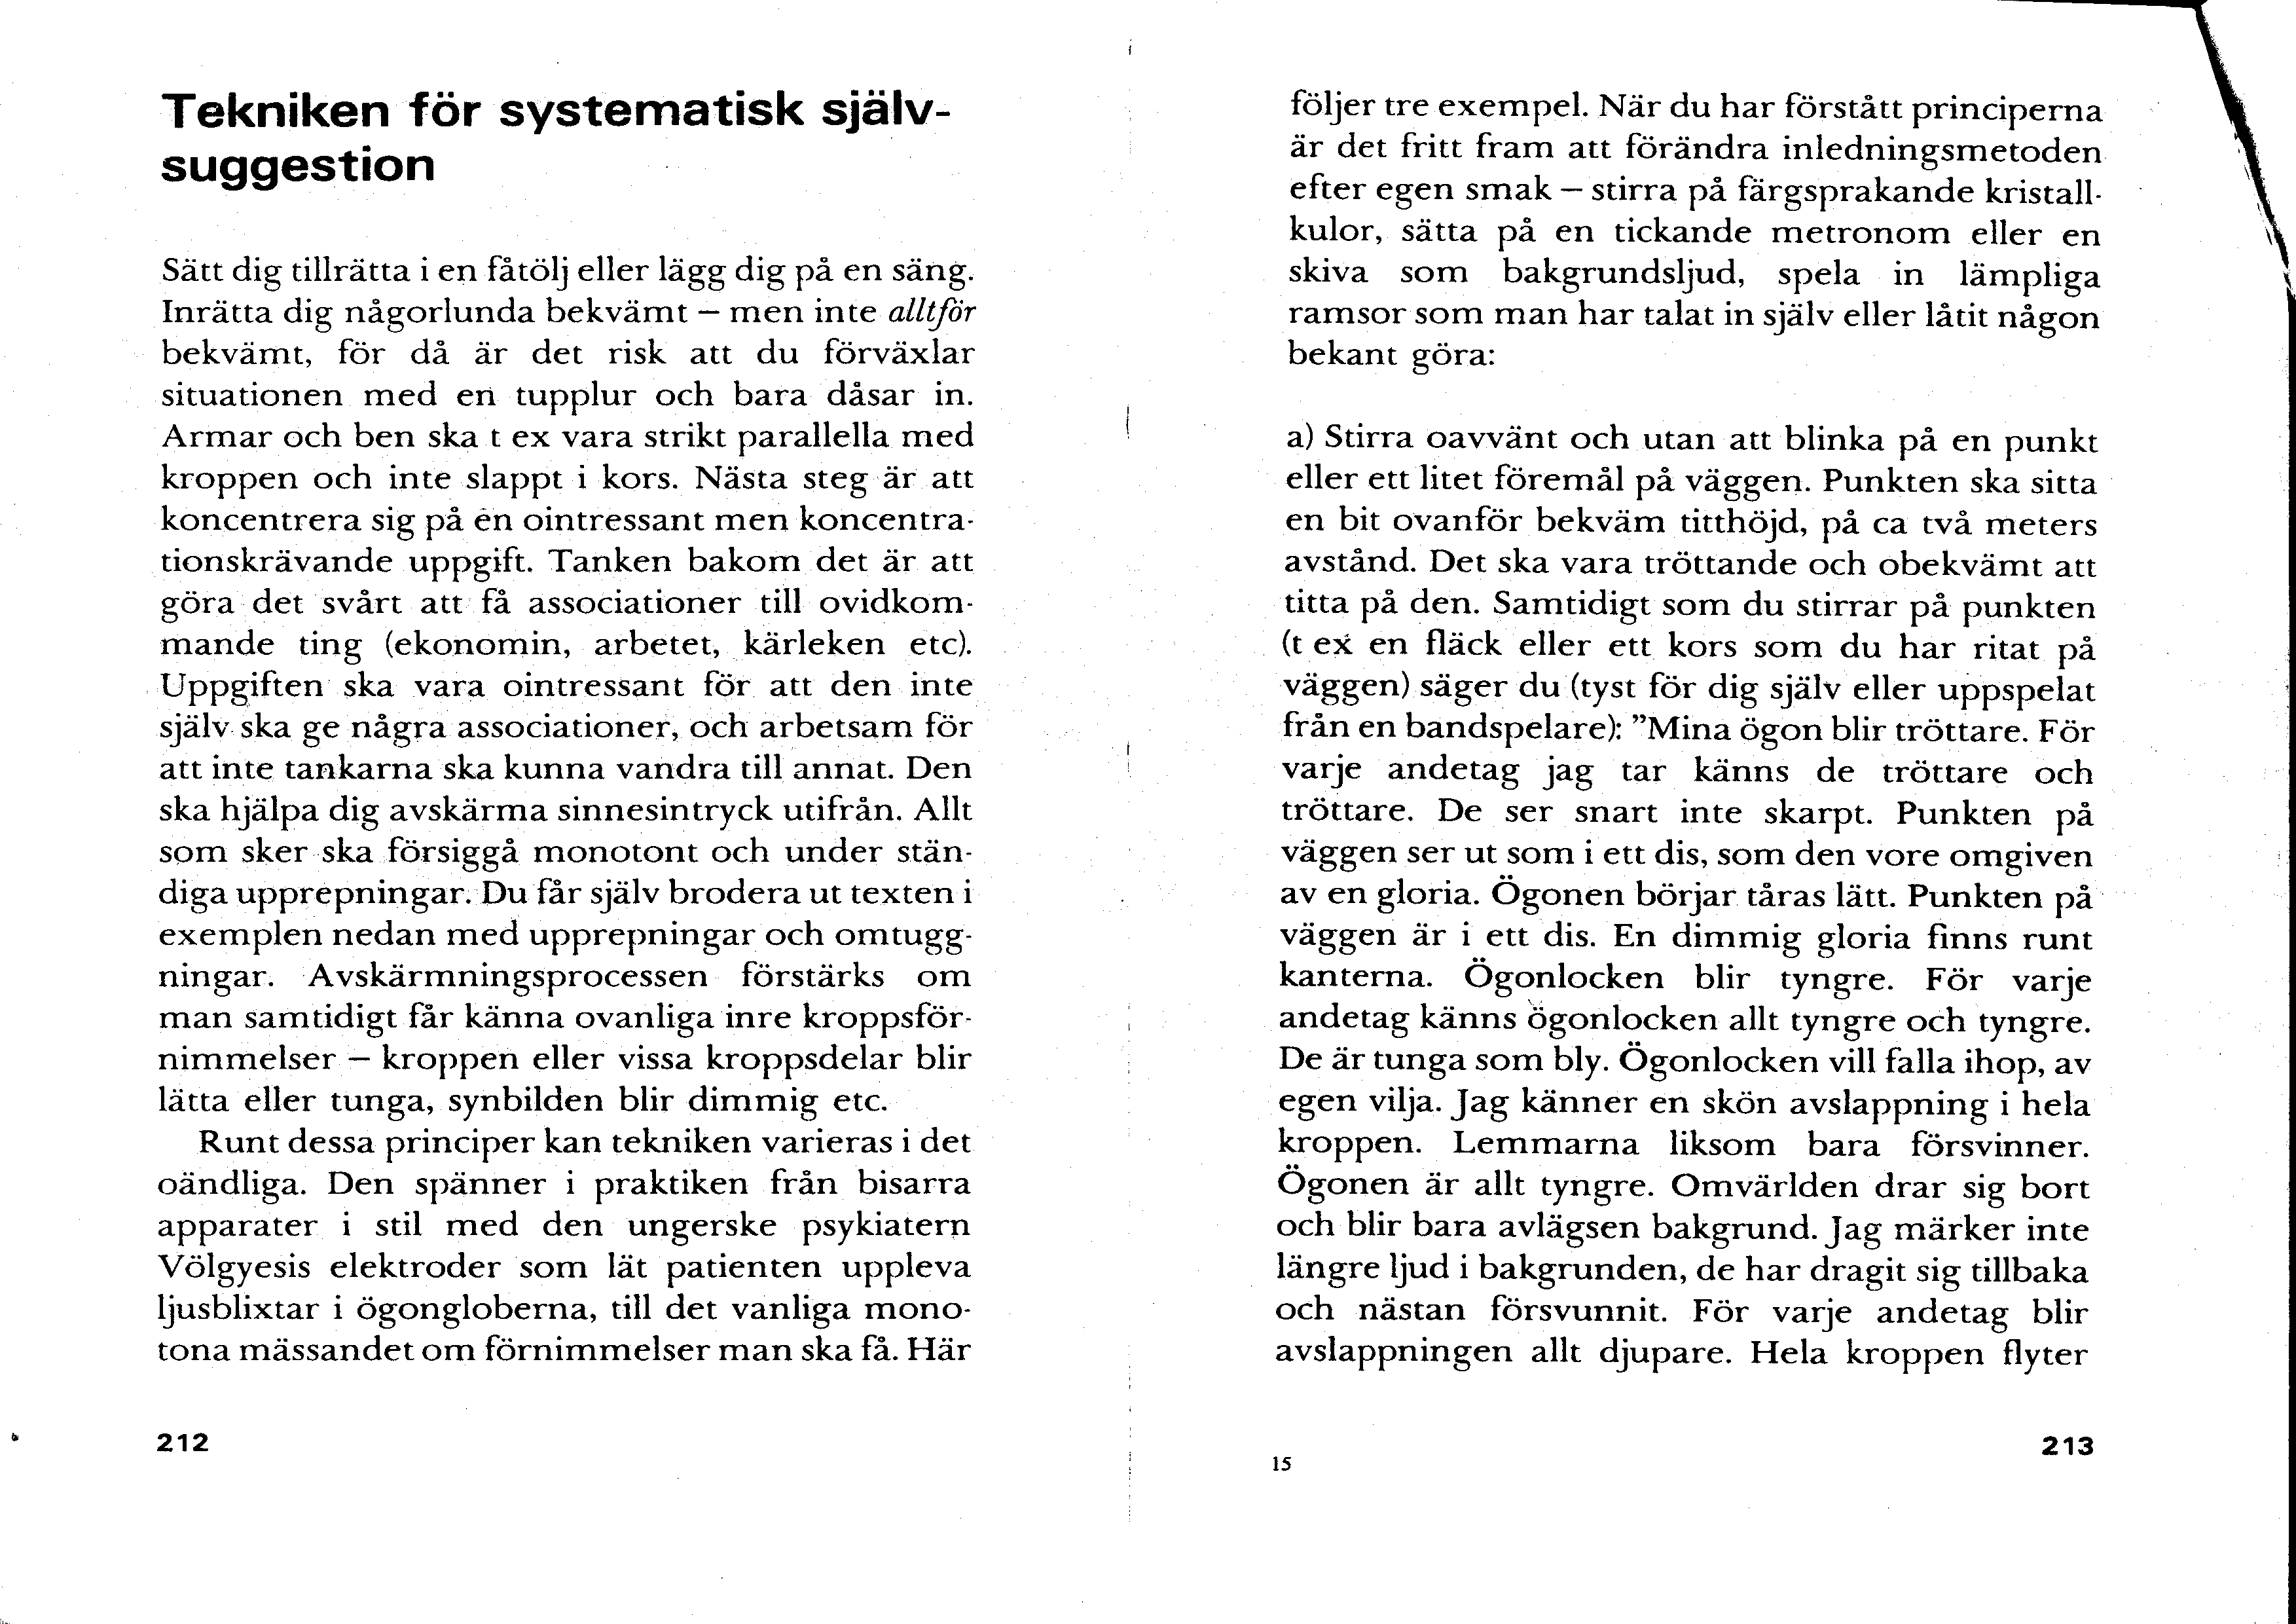 Tekniken för systematisk själv-
suggestion
Sätt dig tillrätta i en fåtölj eller lägg dig på en säng.
Inrätta dig någorlunda bekvämt – men inte alltför
bekvämt, för då är det risk att du förväxlar
situationen med en tupplur och bara dåsar in.
Armar och ben ska t ex vara strikt parallella med
kroppen och inte slappt i kors. Nästa steg är att
koncentrera sig på en ointressant men koncentra-
tionskrävande uppgift. Tanken bakom det är att
göra det svårt att få associationer till ovidkom-
mande ting (ekonomin, arbetet, kärleken etc).
Uppgiften ska vara ointressant för att den inte
själv ska ge några associationer, och arbetsam för
att inte tankarna ska kunna vandra till annat. Den
ska hjälpa dig avskärma sinnesintryck utifrån. Allt
som sker ska försiggå monotont och under stän-
diga upprepningar. Du får själv brodera ut texten i
exemplen nedan med upprepningar och omtugg-
ningar. Avskärmningsprocessen förstärks om
man samtidigt får känna ovanliga inre kroppsför-
nimmelser – kroppen eller vissa kroppsdelar blir
lätta eller tunga, synbilden blir dimmig etc.
Runt dessa principer kan tekniken varieras i det
oändliga. Den spänner i praktiken från bisarra
apparater i stil med den ungerske psykiatern
Völgyesis elektroder som lät patienten uppleva
ljusblixtar i ögongloberna, till det vanliga mono-
tona mässandet om förnimmelser man ska få. Här
212
följer tre exempel. När du har förstått principerna
är det fritt fram att förändra inledningsmetoden
efter egen smak – stirra på färgsprakande kristall-
kulor, sätta på en tickande metronom eller en
skiva som bakgrundsljud, spela in lämpliga
ramsor som man har talat in själv eller låtit någon
bekant göra:
a) Stirra oavvänt och utan att blinka på en punkt
eller ett litet föremål på väggen. Punkten ska sitta
en bit ovanför bekväm titthöjd, på ca två meters
avstånd. Det ska vara tröttande och obekvämt att
titta på den. Samtidigt som du stirrar på punkten
(t ex en fläck eller ett kors som du har ritat på
väggen) säger du (tyst för dig själv eller uppspelat
från en bandspelare): ”Mina ögon blir tröttare. För
varje andetag jag tar känns de tröttare och
tröttare. De ser snart inte skarpt. Punkten på
väggen ser ut som i ett dis, som den vore omgiven
av en gloria. Ögonen börjar tåras lätt. Punkten på
väggen är i ett dis. En dimmig gloria finns runt
kanterna. Ögonlocken blir tyngre. För varje
andetag känns ögonlocken allt tyngre och tyngre.
De är tunga som bly. Ögonlocken vill falla ihop, av
egen vilja. Jag känner en skön avslappning i hela
kroppen. Lemmarna liksom bara försvinner.
Ögonen är allt tyngre. Omvärlden drar sig bort
och blir bara avlägsen bakgrund. Jag märker inte
längre ljud i bakgrunden, de har dragit sig tillbaka
och nästan försvunnit. För varje andetag blir
avslappningen allt djupare. Hela kroppen flyter
213
15